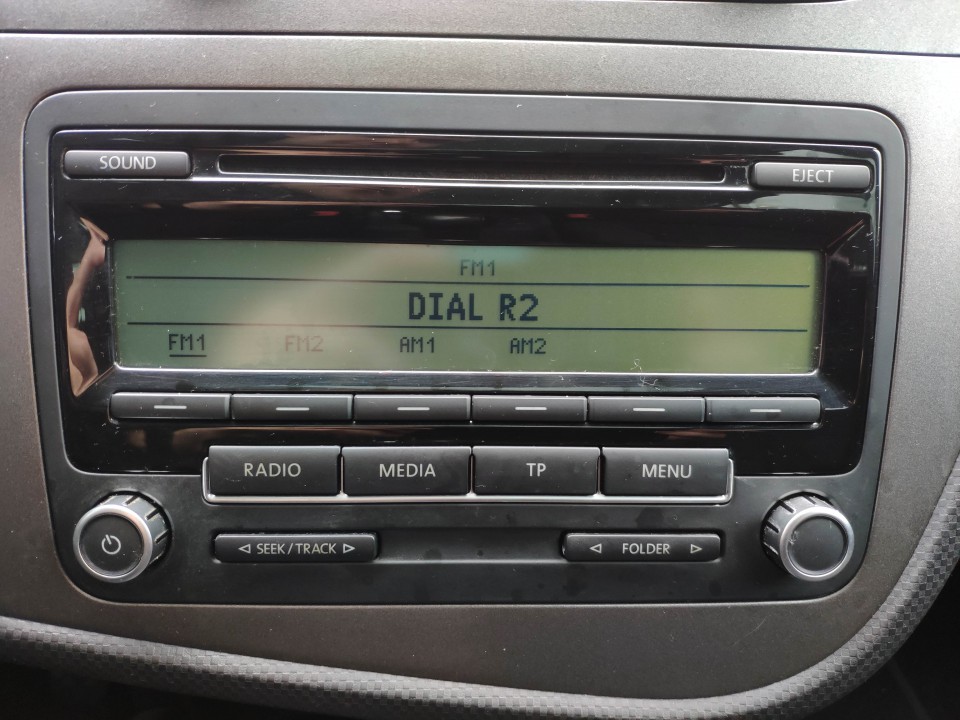 SOUND
EJECT
FM1
DIAL R2
FM1 FM2 AM1 AM2
RADIO MEDIA TP MENU
SEEK/TRACK FOLDER